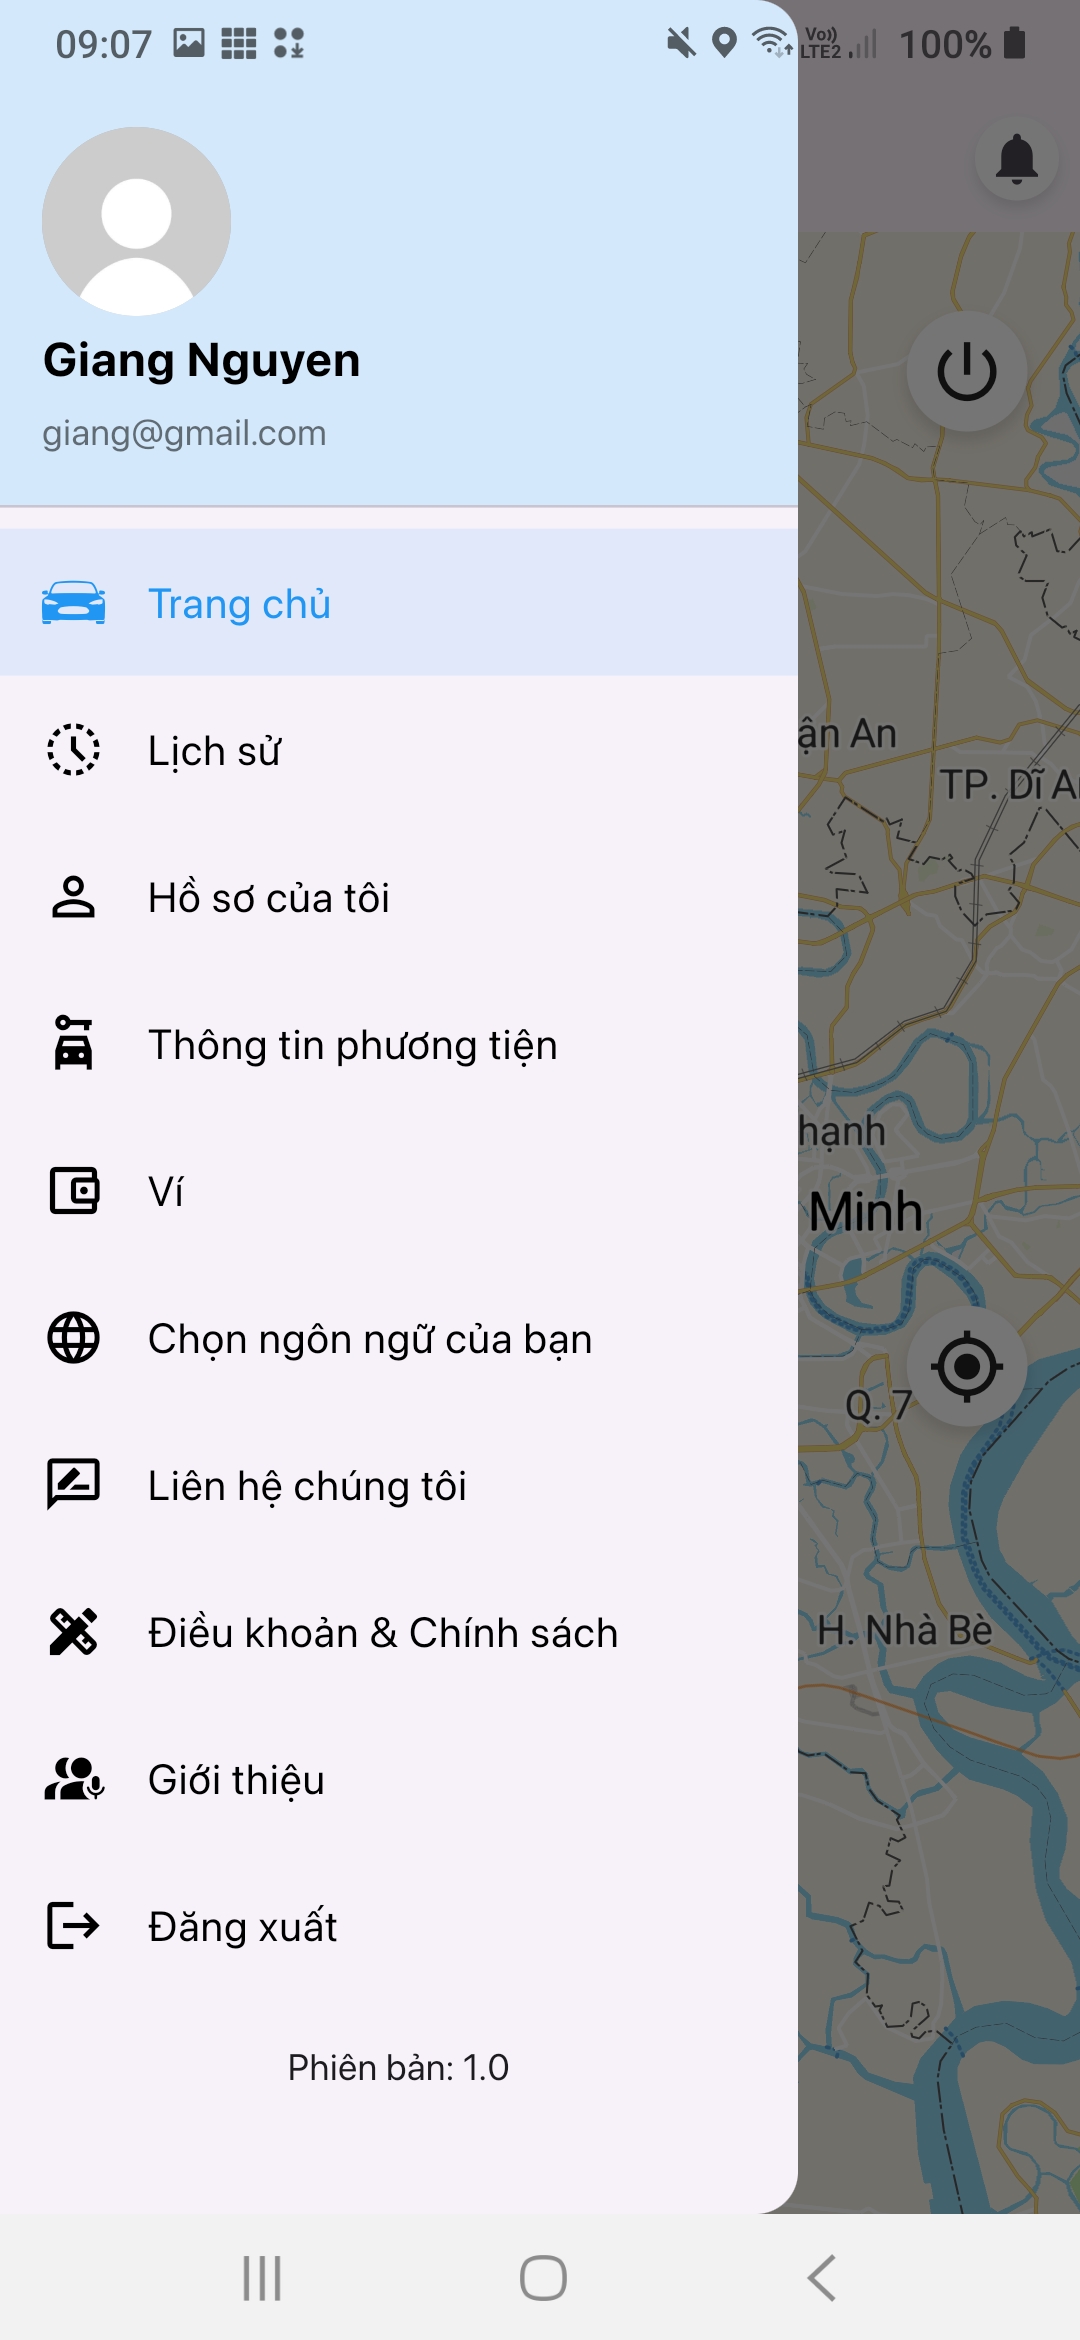 09:07
Vo)) LTE2 100%
Giang Nguyen
giang@gmail.com
Trang chủ
Lịch sử
ận An
TP. Dĩ A
Hồ sơ của tôi
Thông tin phương tiện
hạnh
Ví
Minh
Chọn ngôn ngữ của bạn
Q. 7
Liên hệ chúng tôi
Điều khoản & Chính sách
H. Nhà Bè
Giới thiệu
Đăng xuất
Phiên bản: 1.0